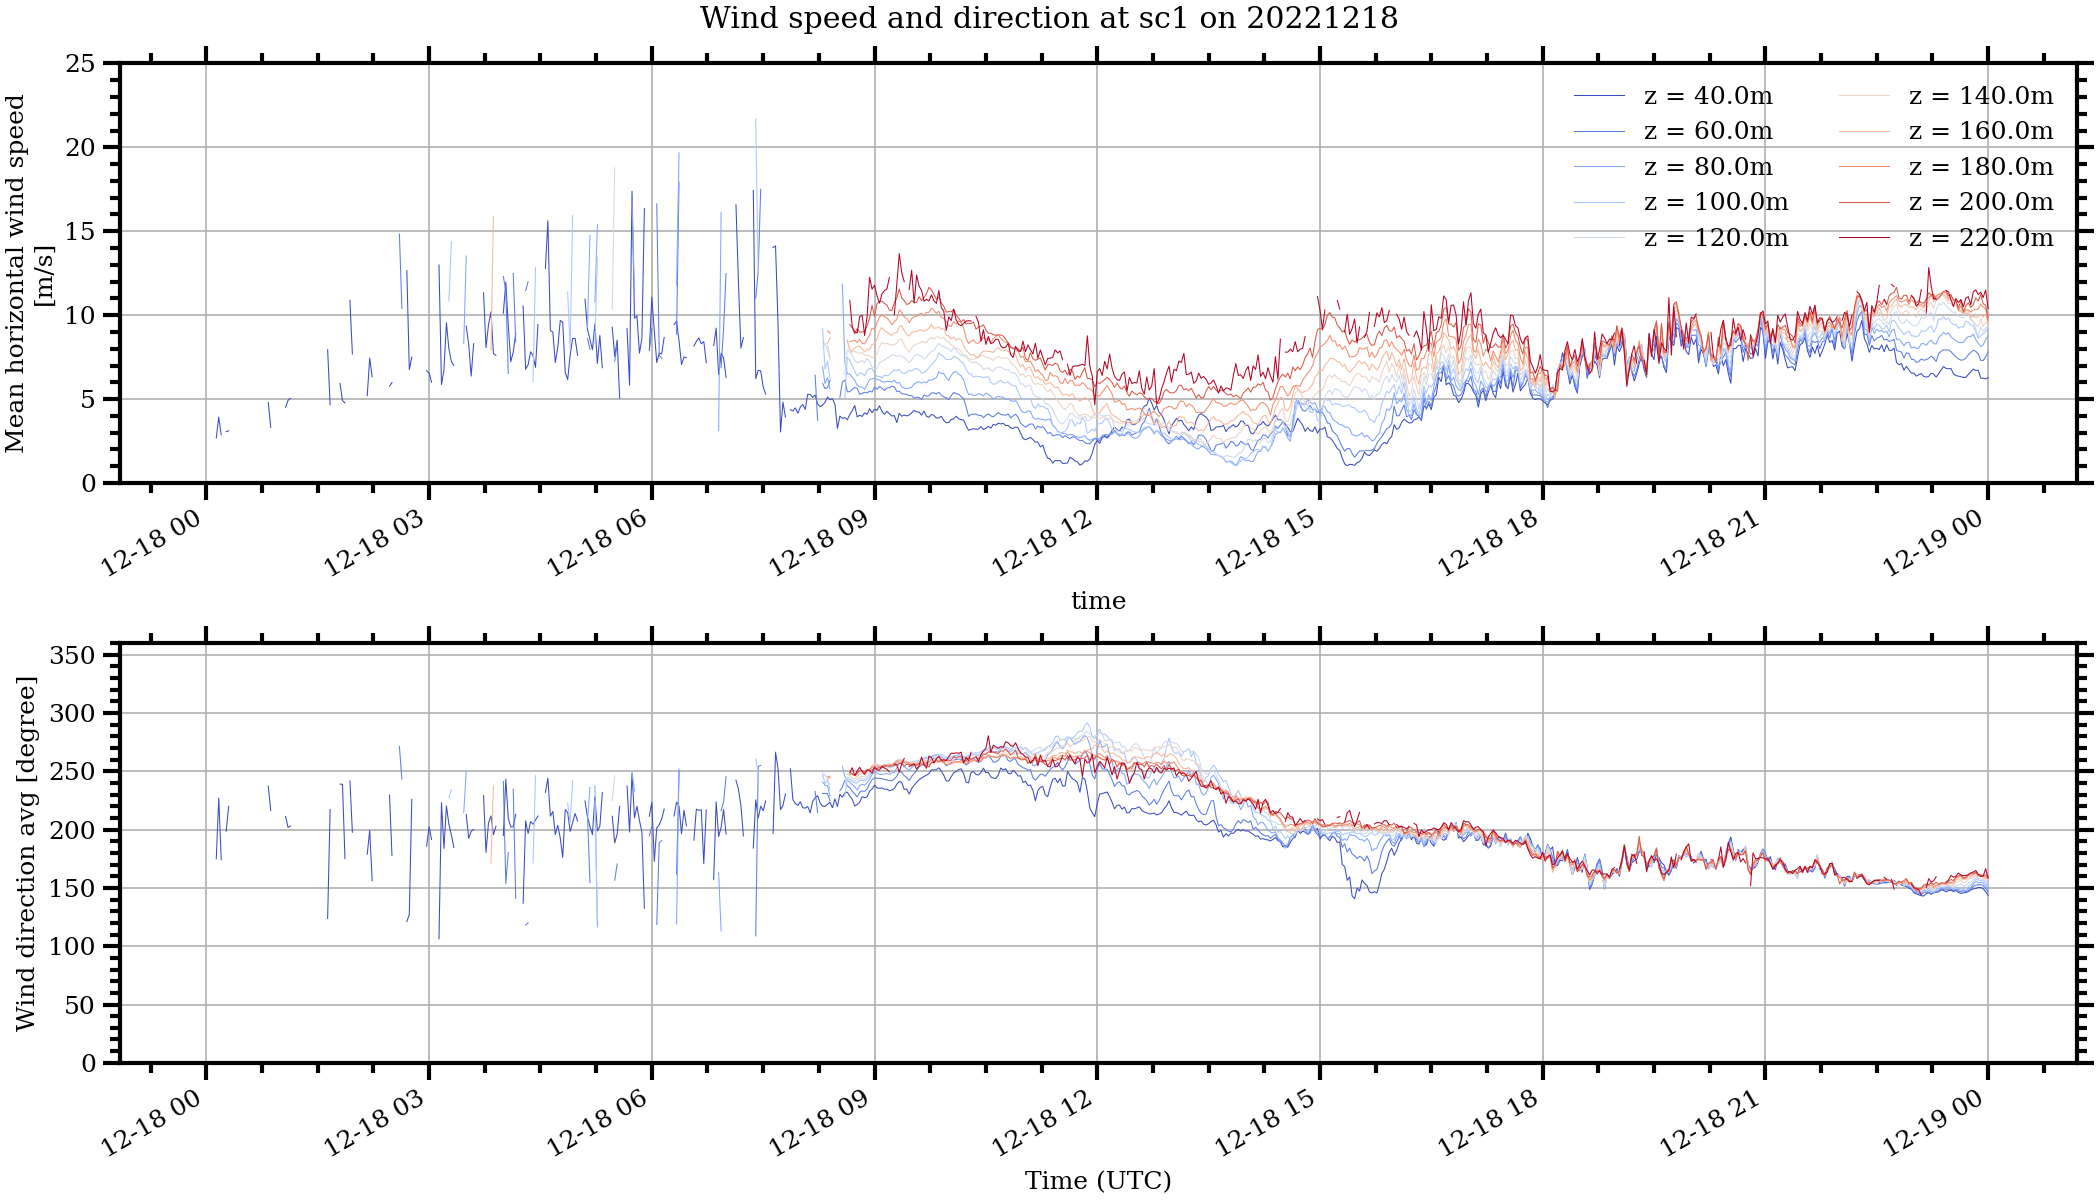 Wind speed and direction at sc1 on 20221218
Mean horizontal wind speed
[m/s]
25
20
15
10
5
0
z = 40.0m
z = 60.0m
z = 80.0m
z = 100.0m
z = 120.0m
z = 140.0m
z = 160.0m
z = 180.0m
z = 200.0m
z = 220.0m
12-18 00
12-18 03
12-18 06
12-18 09
12-18 12
12-18 15
12-18 18
12-18 21
12-19 00
time
Wind direction avg [degree]
350
300
250
200
150
100
50
0
12-18 00
12-18 03
12-18 06
12-18 09
12-18 12
12-18 15
12-18 18
12-18 21
12-19 00
Time (UTC)